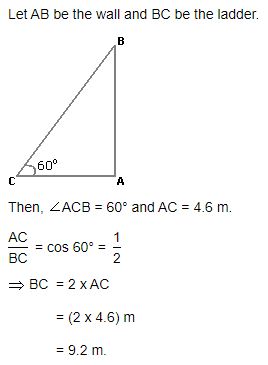 Let AB be the wall and BC be the ladder.
B
60°
C
A
Then, ∠ACB = 60° and AC = 4.6 m.
AC/BC = cos 60° = 1/2
⇒ BC = 2 x AC
= (2 x 4.6) m
= 9.2 m.